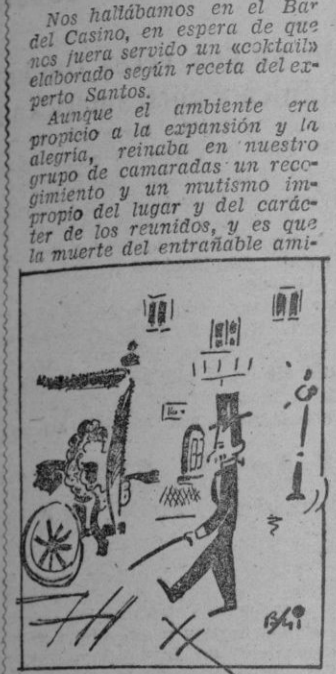 Nos hallábamos en el Bar
del Casino, en espera de que
nos fuera servido un «coktail»
elaborado según receta del ex-
perto Santos.
Aunque el ambiente era
propicio a la expansión y la
alegría, reinaba en nuestro
grupo de camaradas un reco-
gimiento y un mutismo im-
propio del lugar y del carác-
ter de los reunidos, y es que
la muerte del entrañable ami-